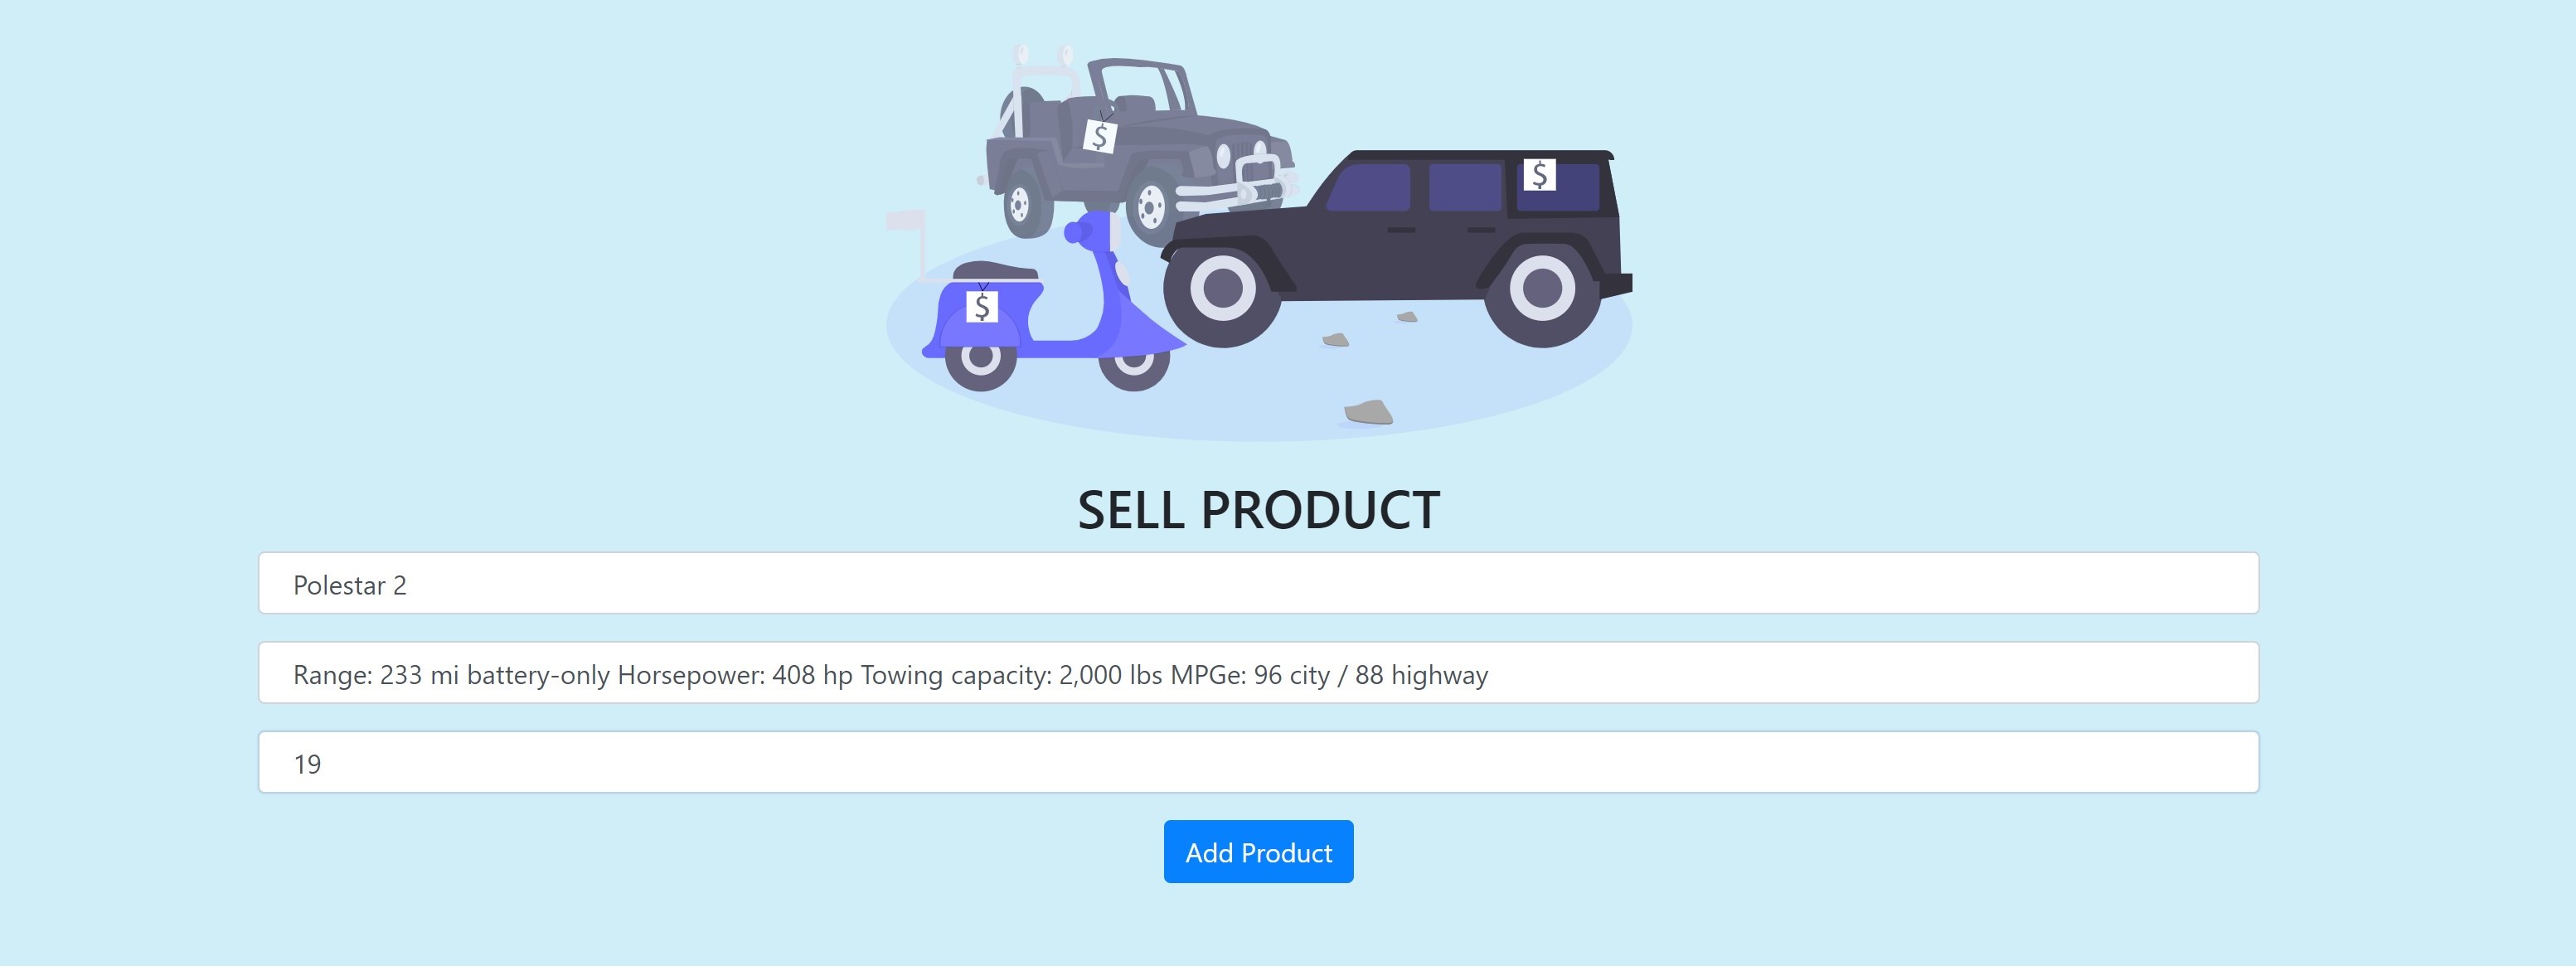 $
$
$
SELL PRODUCT
Polestar 2
Range: 233 mi battery-only Horsepower: 408 hp Towing capacity: 2,000 lbs MPGe: 96 city / 88 highway
19
Add Product